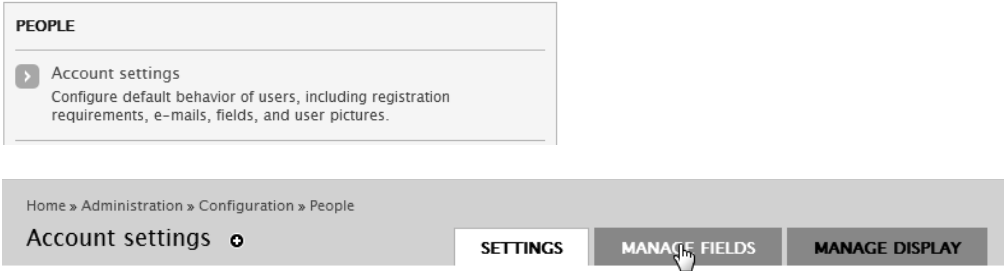 PEOPLE
Account settings
Configure default behavior of users, including registration
requirements, e-mails, fields, and user pictures.
Home » Administration » Configuration » People
Account settings
SETTINGS MANAGE FIELDS MANAGE DISPLAY